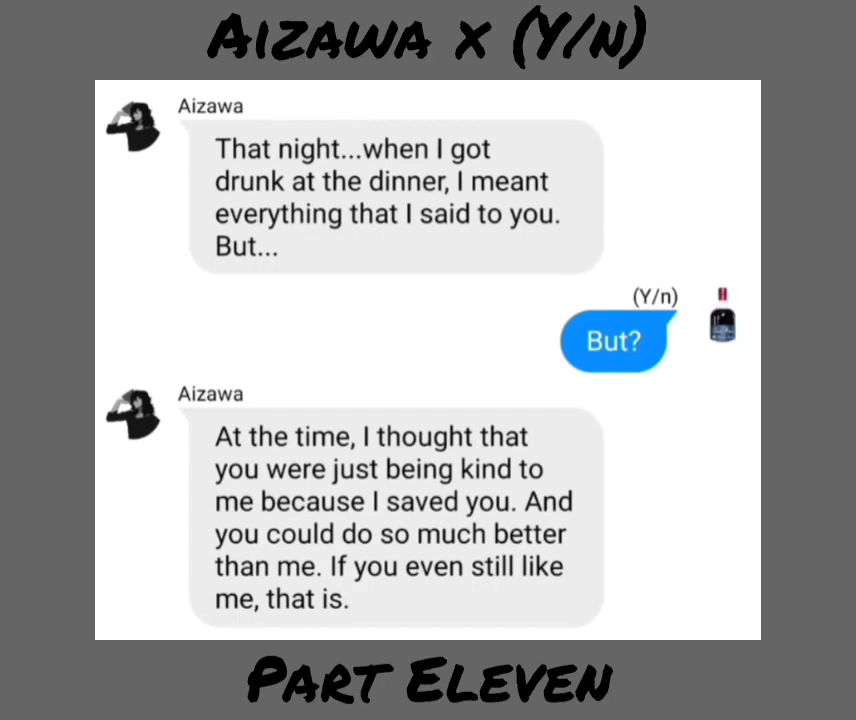 Aizawa x (Y/n)
Aizawa
That night...when I got
drunk at the dinner, I meant
everything that I said to you.
But...
(Y/n)
But?
Aizawa
At the time, I thought that
you were just being kind to
me because I saved you. And
you could do so much better
than me. If you even still like
me, that is.
Part Eleven